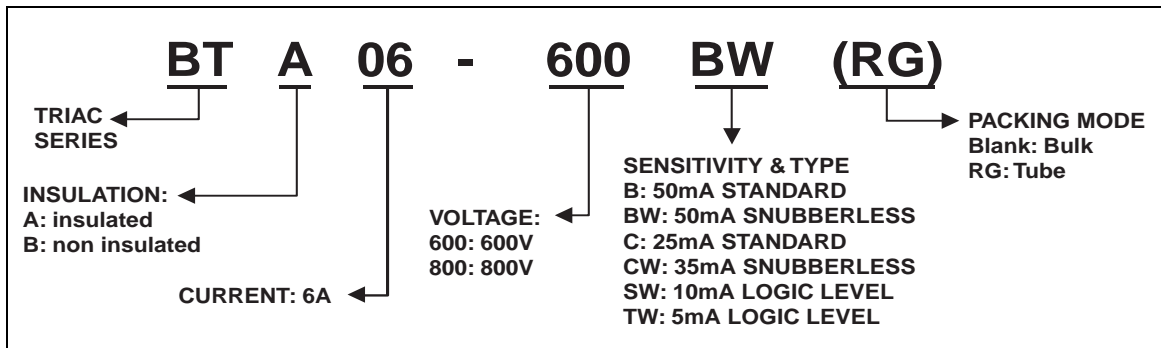 BT A 06 - 600 BW (RG)
TRIAC
SERIES
INSULATION:
A: insulated
B: non insulated
CURRENT: 6A
VOLTAGE:
600: 600V
800: 800V
SENSITIVITY & TYPE
B: 50mA STANDARD
BW: 50mA SNUBBERLESS
C: 25mA STANDARD
CW: 35mA SNUBBERLESS
SW: 10mA LOGIC LEVEL
TW: 5mA LOGIC LEVEL
PACKING MODE
Blank: Bulk
RG: Tube